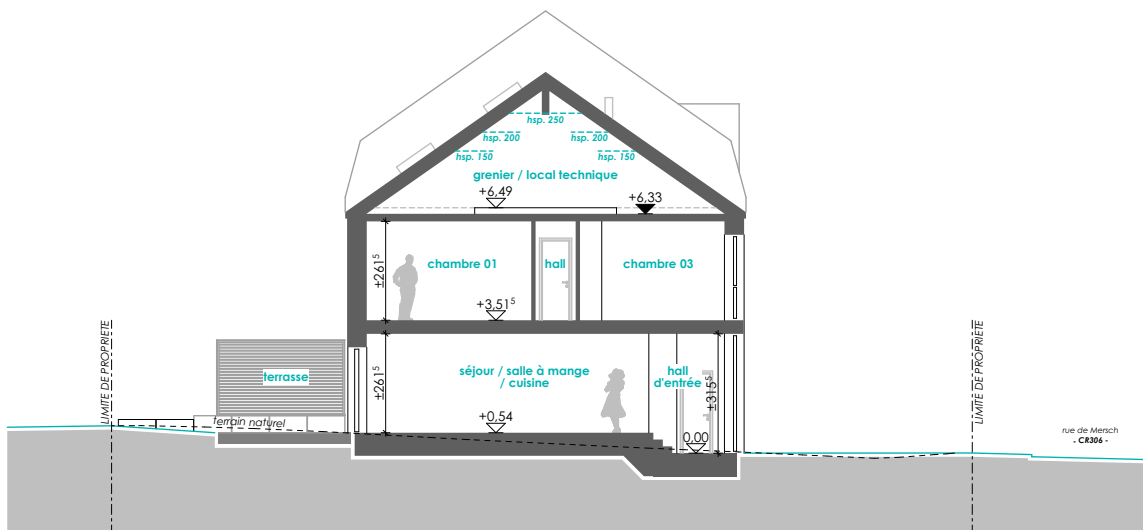 hsp. 250
hsp. 200
hsp. 200
hsp. 150
hsp. 150
grenier / local technique
+6,49
+6,33
±261⁵
chambre 01
hall
chambre 03
+3,51⁵
LIMITE DE PROPRIETE
LIMITE DE PROPRIETE
terrasse
±261⁵
séjour / salle à mange
/ cuisine
hall
d'entrée
±315⁵
terrain naturel
+0,54
0,00
rue de Mersch
- CR306 -